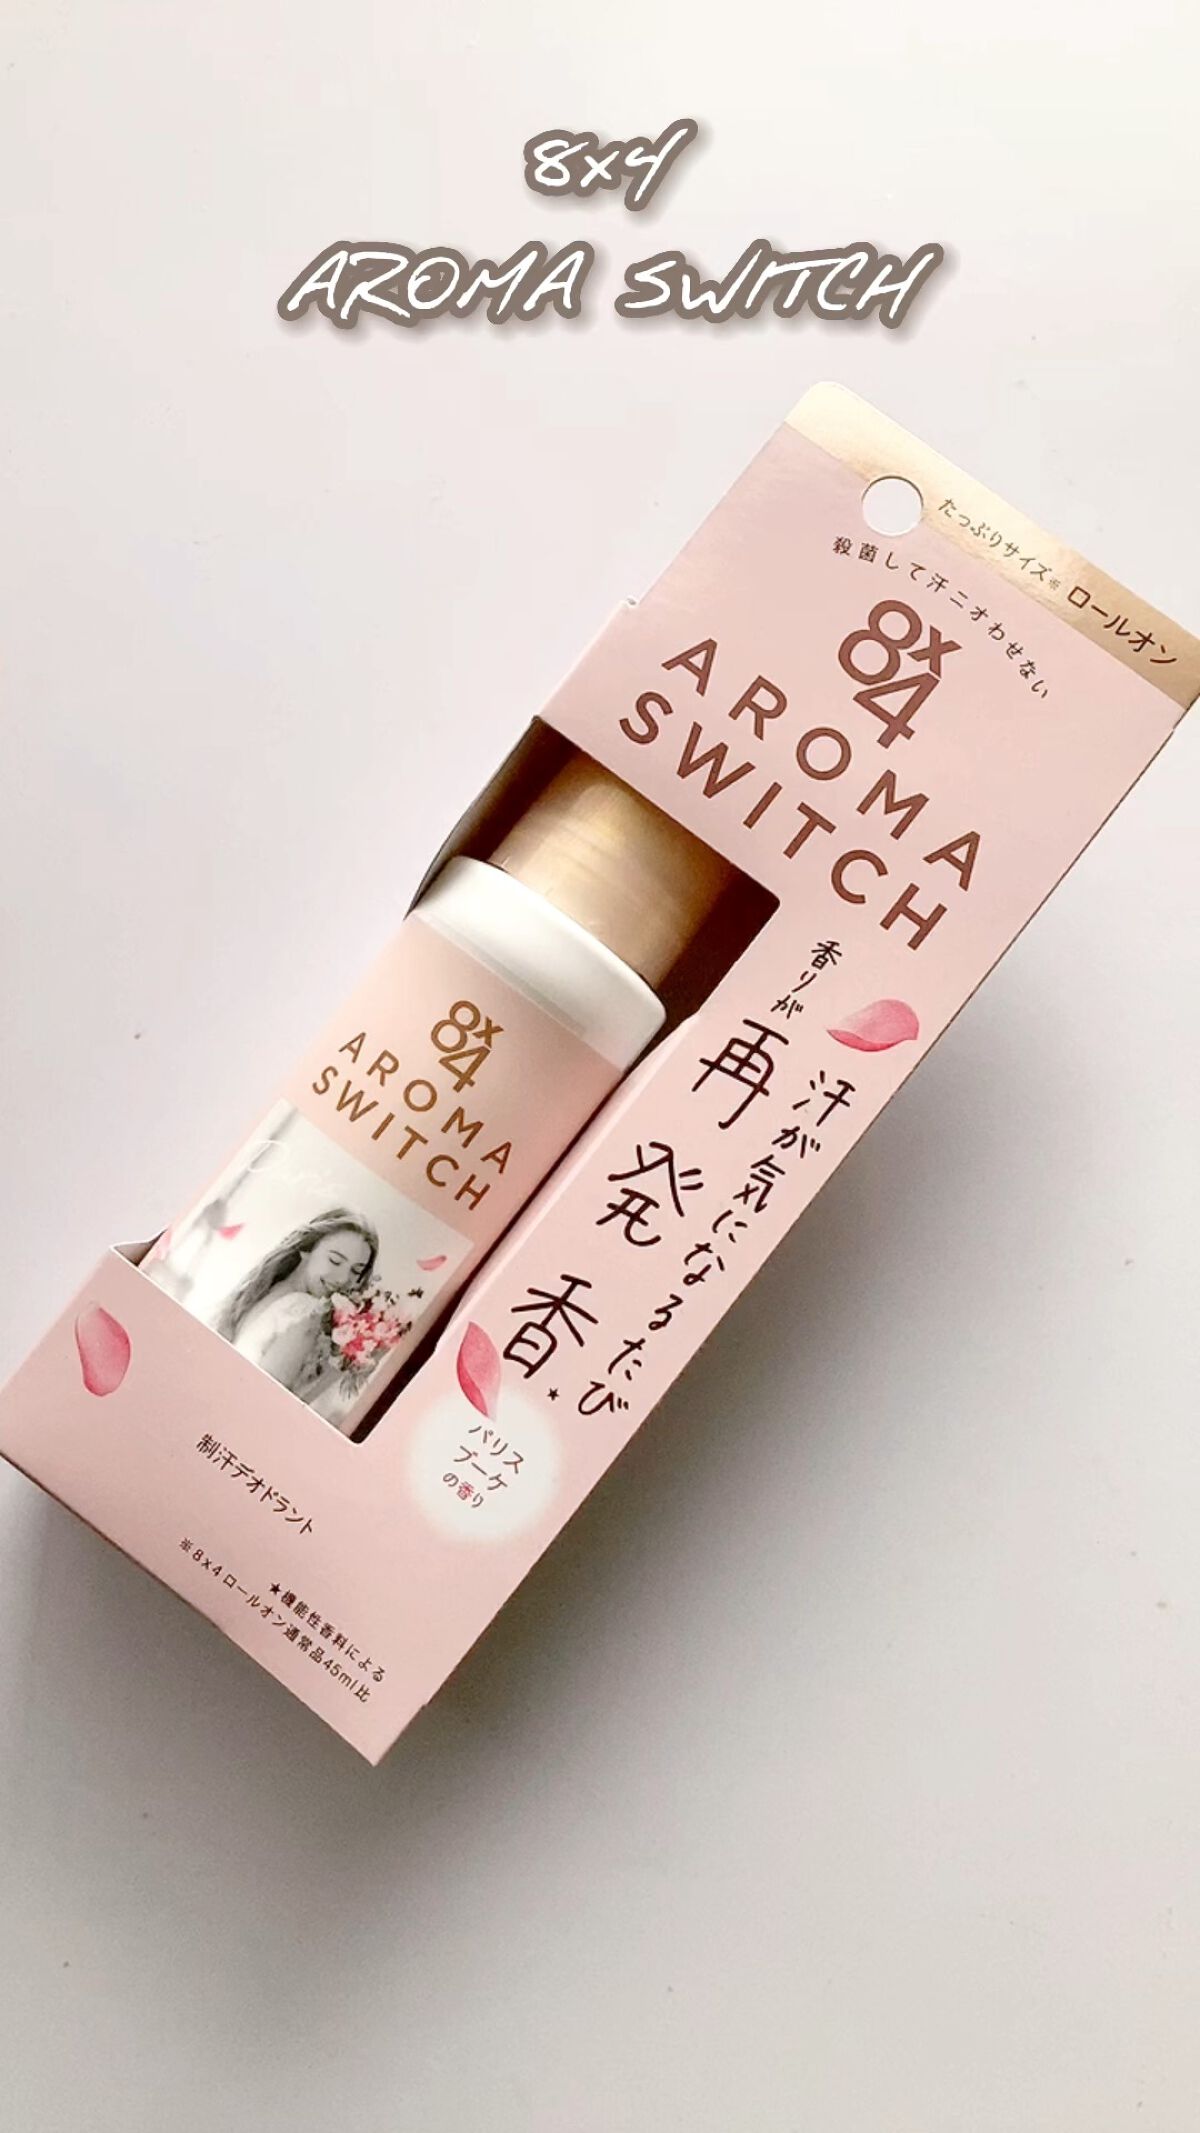 8x4
AROMA SWITCH
たっぷりサイズ※ ロールオン
殺菌して汗ニオわせない
8x4
AROMA
SWITCH
汗が気になるたび
香りが
再発香★
パリス
ブーケ
の香り
8x4
AROMA
SWITCH
Paris
制汗デオドラント
★機能性香料による
※8x4ロールオン通常品45ml比